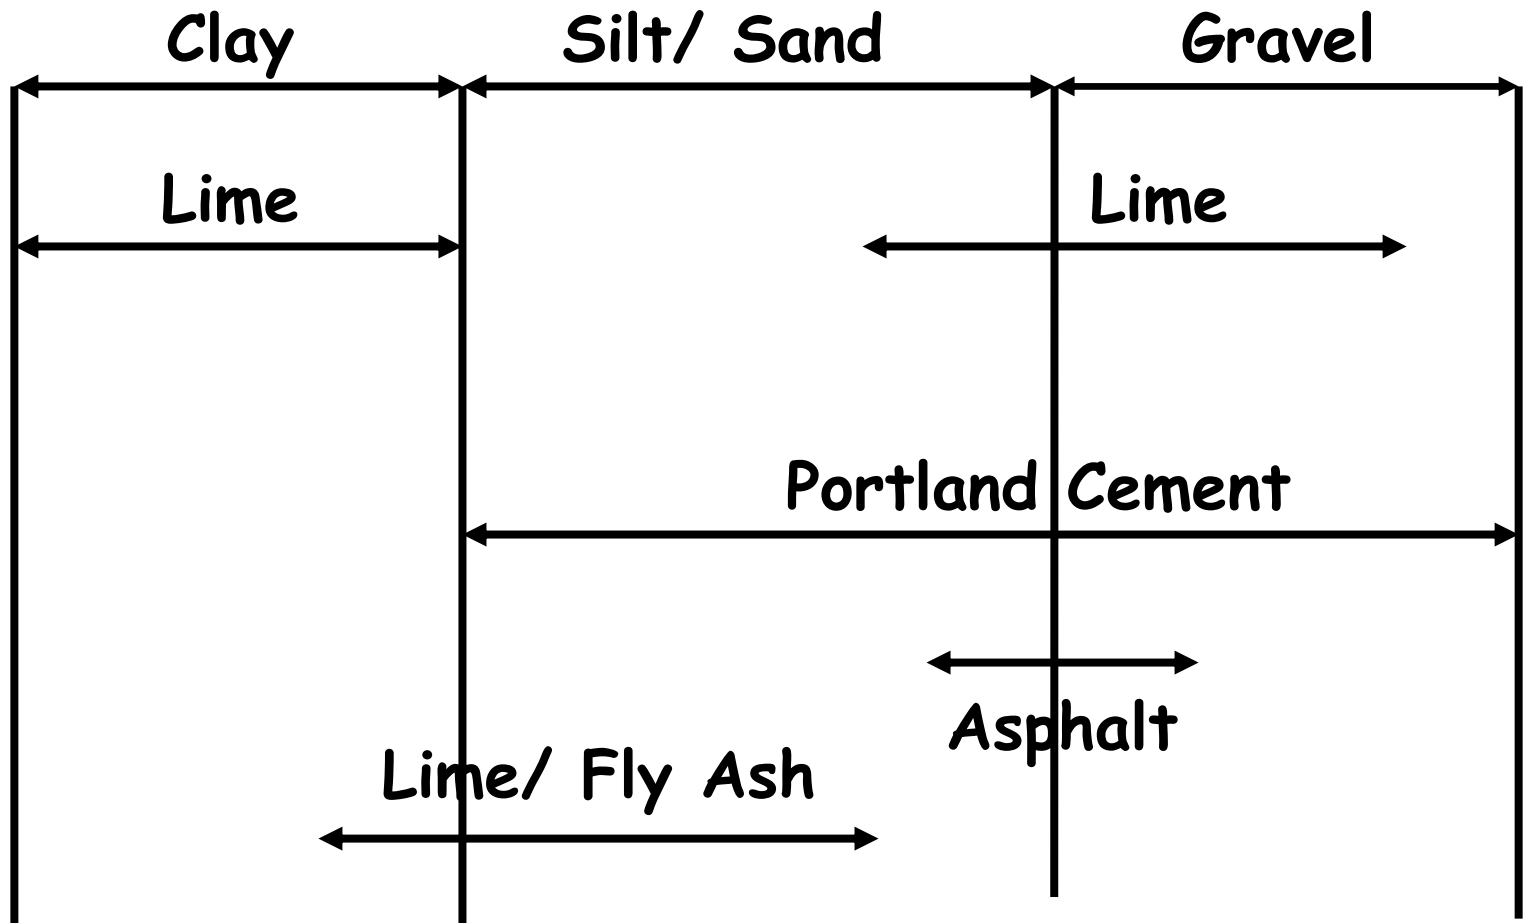 Clay Silt/ Sand Gravel
Lime Lime
Portland Cement
Asphalt
Lime/ Fly Ash